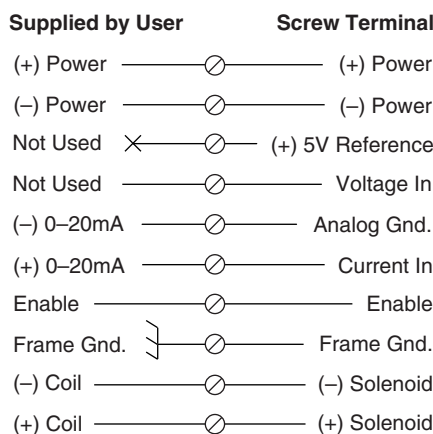 Supplied by User Screw Terminal
(+) Power (+) Power
(–) Power (–) Power
Not Used (+) 5V Reference
Not Used Voltage In
(–) 0–20mA Analog Gnd.
(+) 0–20mA Current In
Enable Enable
Frame Gnd. Frame Gnd.
(–) Coil (–) Solenoid
(+) Coil (+) Solenoid